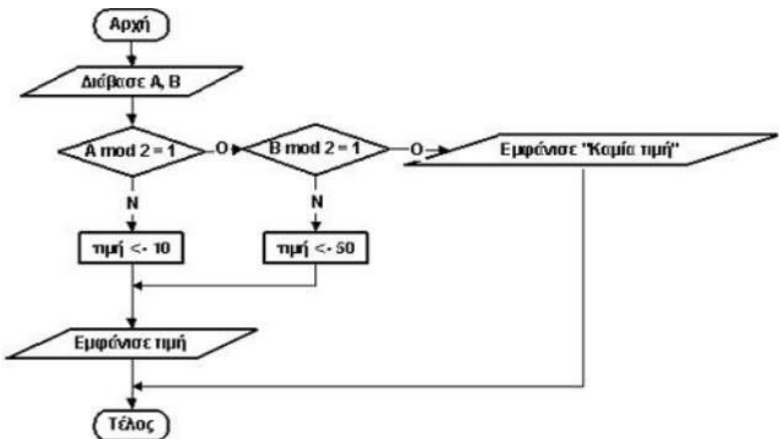 Αρχή
Διάβασε Α, Β
Α mod 2 = 1
Ο
Β mod 2 = 1
Ο
Εμφάνισε "Καμία τιμή"
Ν
Ν
τιμή <- 10
τιμή <- 50
Εμφάνισε τιμή
Τέλος